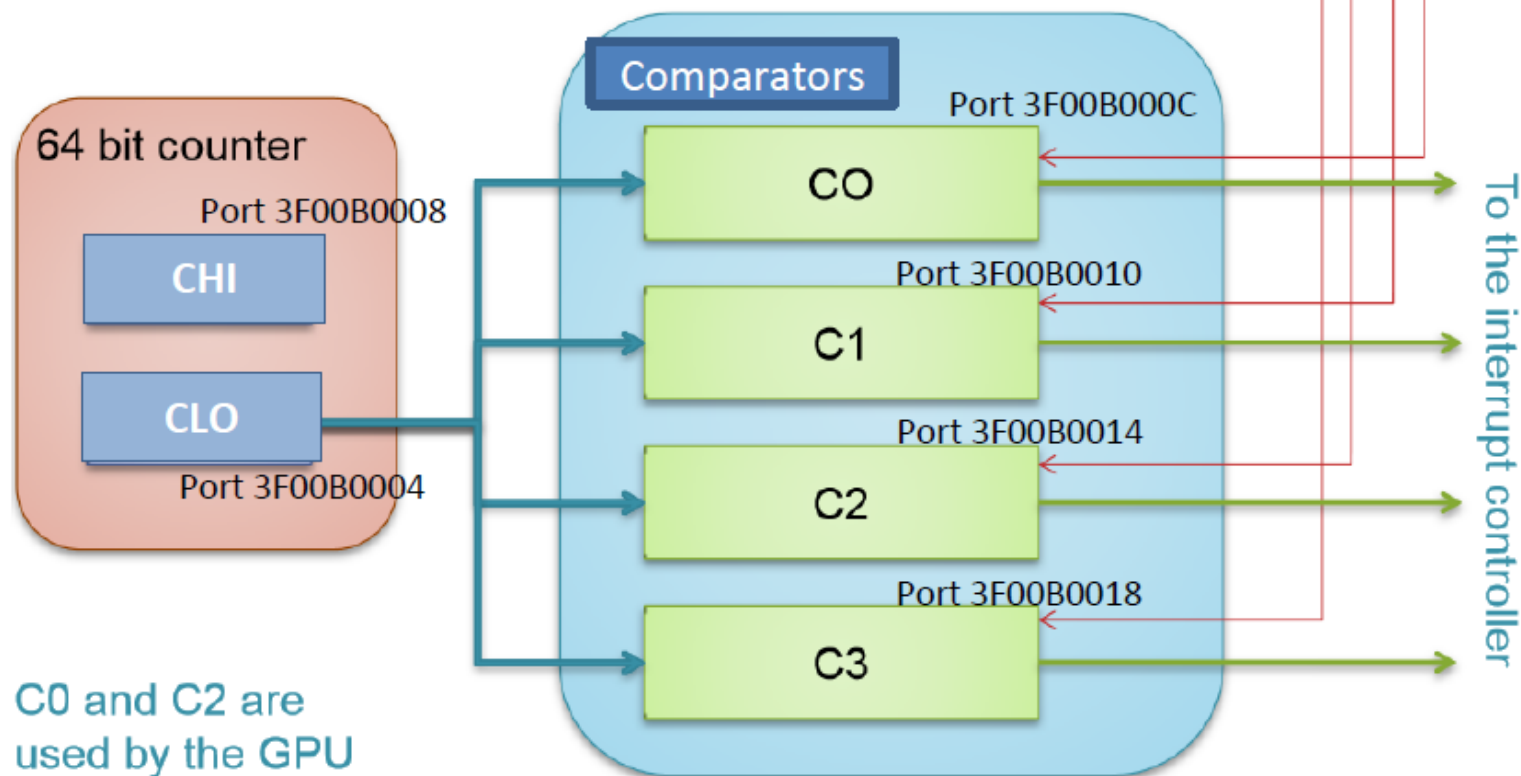 Comparators
64 bit counter
Port 3F00B0008
CHI
CLO
Port 3F00B0004
Port 3F00B000C
CO
Port 3F00B0010
C1
Port 3F00B0014
C2
Port 3F00B0018
C3
To the interrupt controller
C0 and C2 are
used by the GPU